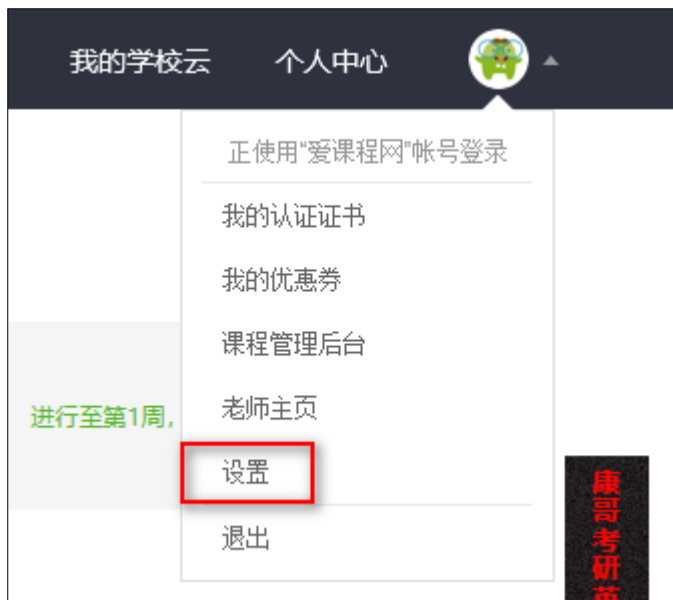 我的学校云 个人中心
正使用“爱课程网”帐号登录
我的认证证书
我的优惠券
课程管理后台
老师主页
进行至第1周,
设置
退出
康哥考研英